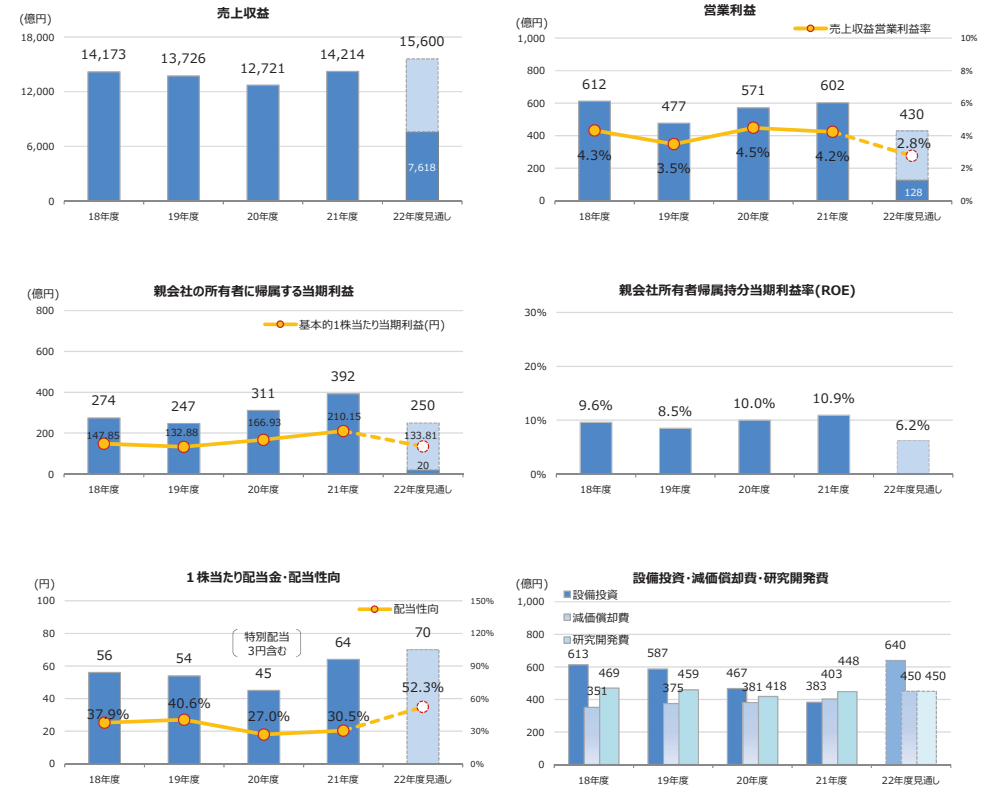 売上収益
(億円)
18,000
12,000
6,000
0
14,173
13,726
12,721
14,214
15,600
7,618
18年度
19年度
20年度
21年度
22年度見通し
営業利益
(億円)
売上収益営業利益率
1,000
800
600
400
200
0
10%
8%
6%
4%
2%
0%
612
477
571
602
430
4.3%
3.5%
4.5%
4.2%
2.8%
128
18年度
19年度
20年度
21年度
22年度見通し
親会社の所有者に帰属する当期利益
(億円)
基本的1株当たり当期利益(円)
800
600
400
200
0
274
247
311
392
250
147.85
132.88
166.93
210.15
133.81
20
18年度
19年度
20年度
21年度
22年度見通し
親会社所有者帰属持分当期利益率(ROE)
30%
20%
10%
0%
9.6%
8.5%
10.0%
10.9%
6.2%
18年度
19年度
20年度
21年度
22年度見通し
1株当たり配当金・配当性向
(円)
配当性向
100
80
60
40
20
0
150%
120%
90%
60%
30%
0%
特別配当
3円含む
56
54
45
64
70
37.9%
40.6%
27.0%
30.5%
52.3%
18年度
19年度
20年度
21年度
22年度見通し
設備投資・減価償却費・研究開発費
(億円)
設備投資
減価償却費
研究開発費
1,000
800
600
400
200
0
613
351
469
587
375
459
467
381
418
383
403
448
640
450
450
18年度
19年度
20年度
21年度
22年度見通し